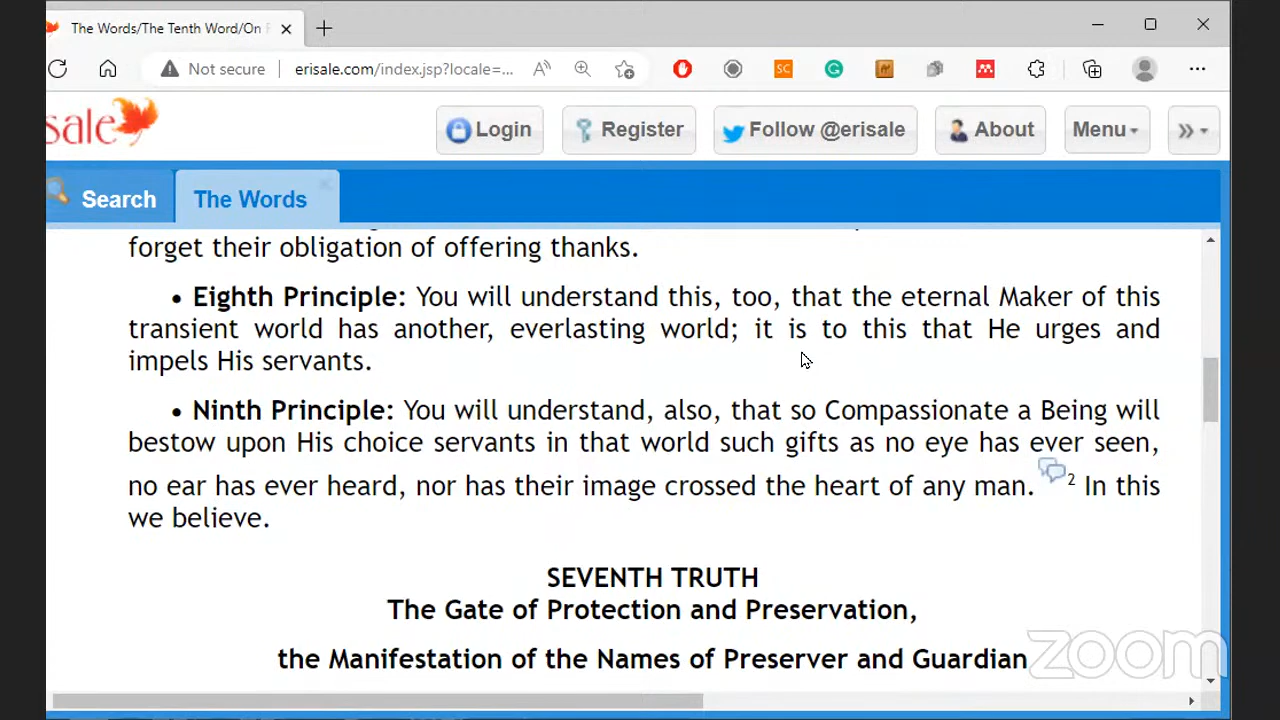 The Words/The Tenth Word/On
Not secure erisale.com/index.jsp?locale=...
sale
Login Register Follow @erisale About Menu
Search The Words
forget their obligation of offering thanks.
• Eighth Principle: You will understand this, too, that the eternal Maker of this
transient world has another, everlasting world; it is to this that He urges and
impels His servants.
• Ninth Principle: You will understand, also, that so Compassionate a Being will
bestow upon His choice servants in that world such gifts as no eye has ever seen,
no ear has ever heard, nor has their image crossed the heart of any man. 2 In this
we believe.
SEVENTH TRUTH
The Gate of Protection and Preservation,
the Manifestation of the Names of Preserver and Guardian
zoom